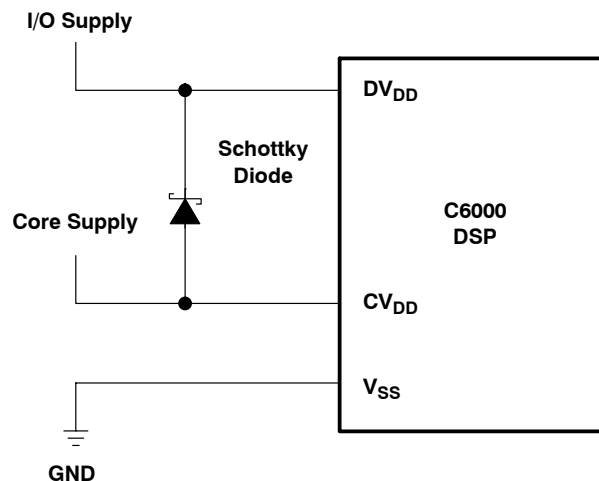 I/O Supply
DVDD
Schottky
Diode
C6000
DSP
Core Supply
CVDD
VSS
GND